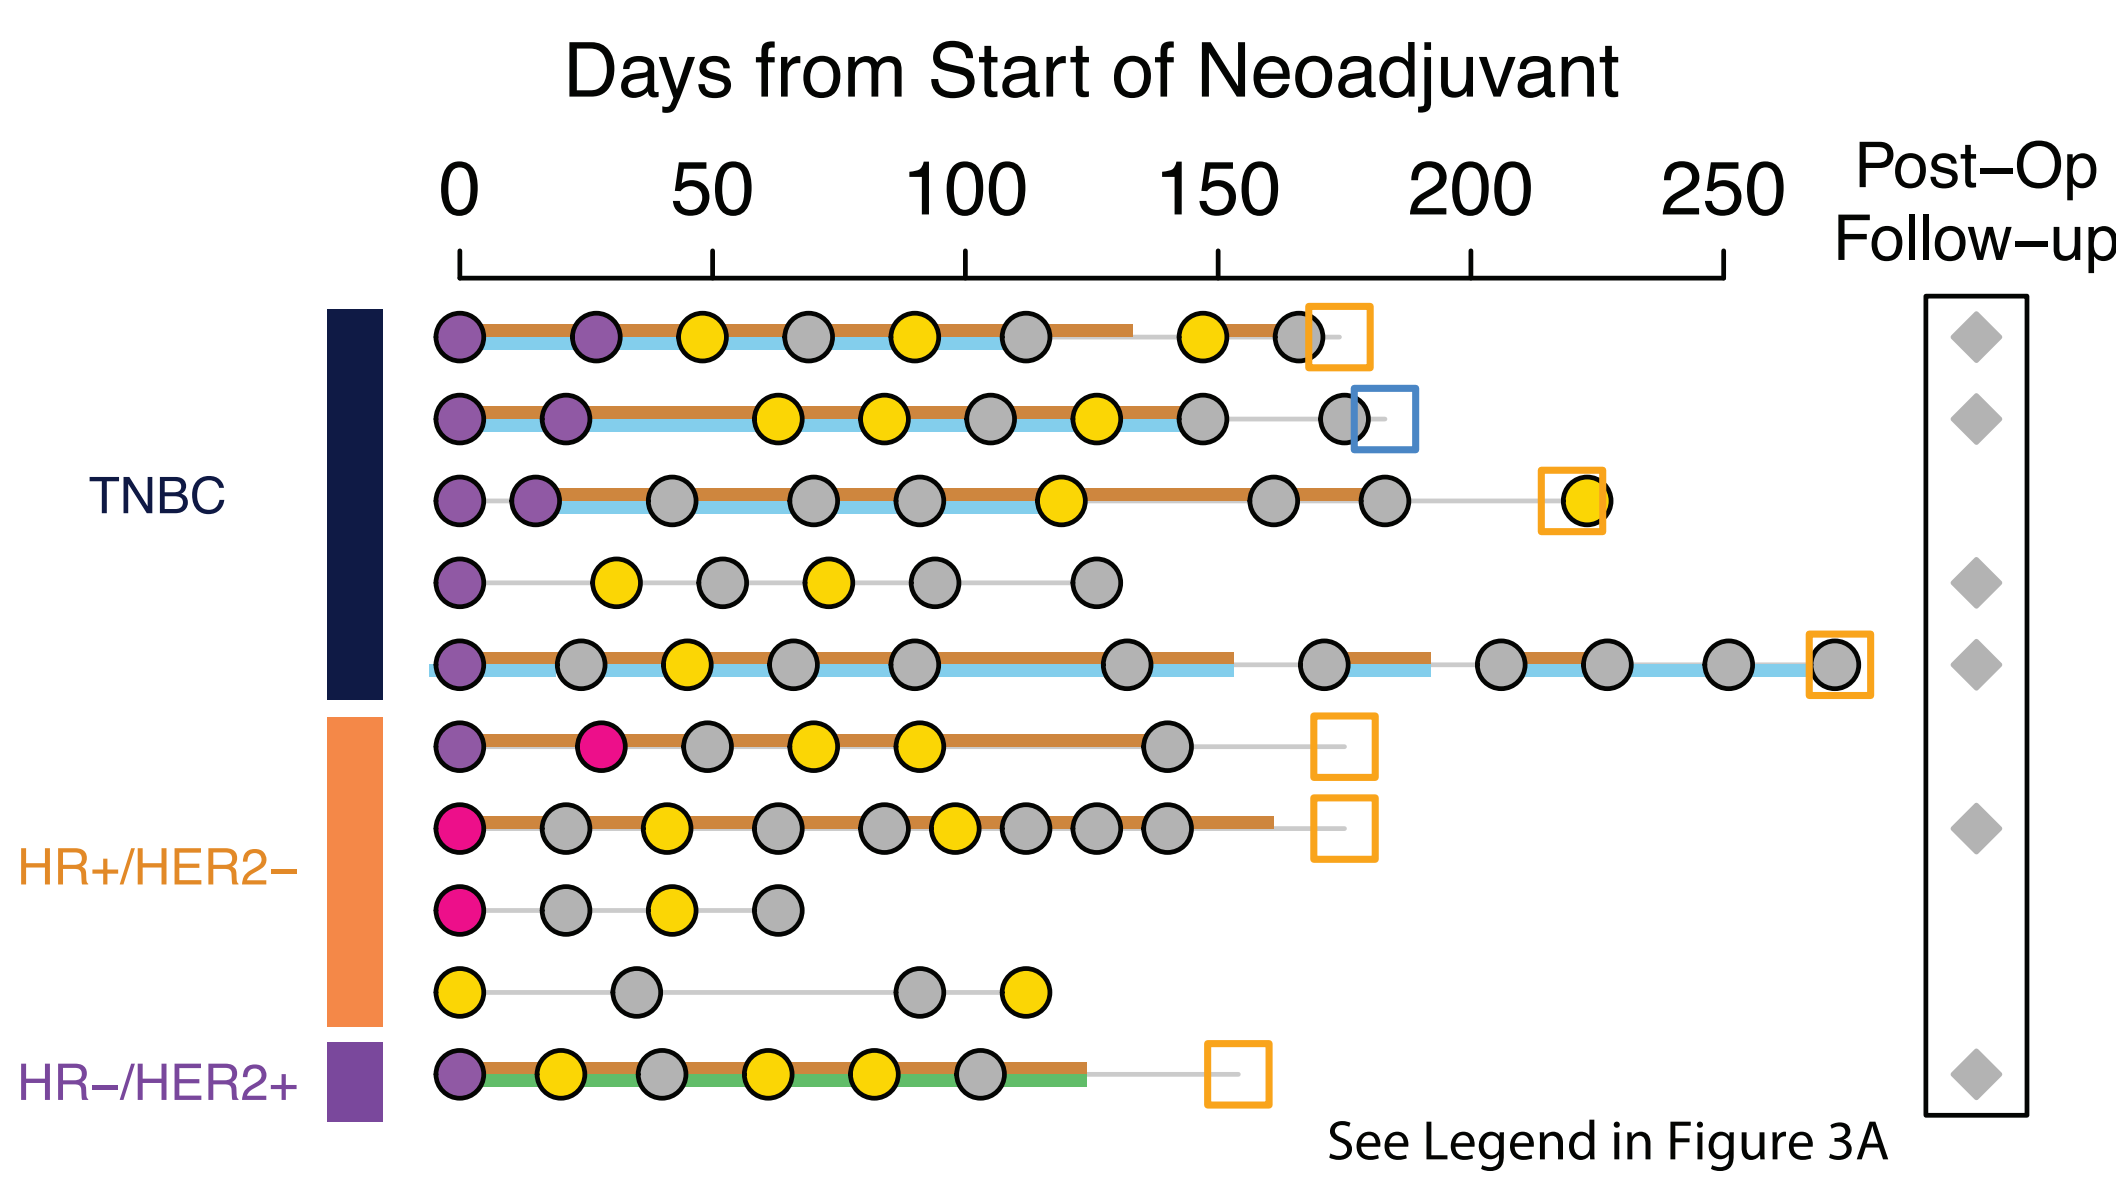 Days from Start of Neoadjuvant
0 50 100 150 200 250
Post–Op
Follow–up
TNBC
HR+/HER2–
HR–/HER2+
See Legend in Figure 3A